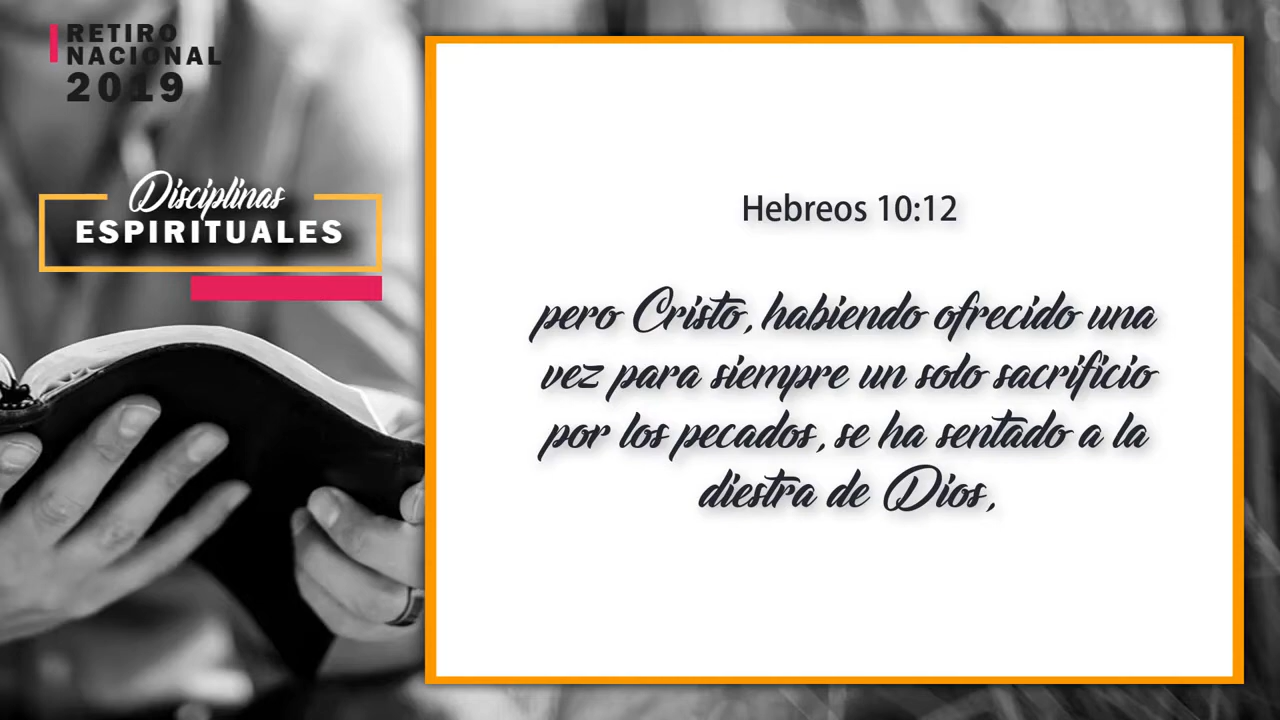 RETIRO
NACIONAL
2019
Disciplinas
ESPIRITUALES
Hebreos 10:12
pero Cristo, habiendo ofrecido una
vez para siempre un solo sacrificio
por los pecados, se ha sentado a la
diestra de Dios,